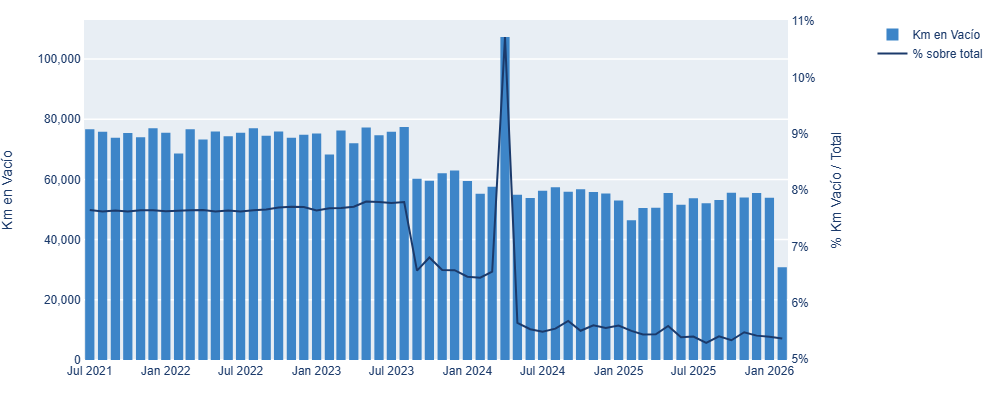 Km en Vacío
100,000
80,000
60,000
40,000
20,000
0
Jul 2021
Jan 2022
Jul 2022
Jan 2023
Jul 2023
Jan 2024
Jul 2024
Jan 2025
Jul 2025
Jan 2026
11%
10%
9%
8%
7%
6%
5%
% Km Vacío / Total
Km en Vacío
% sobre total